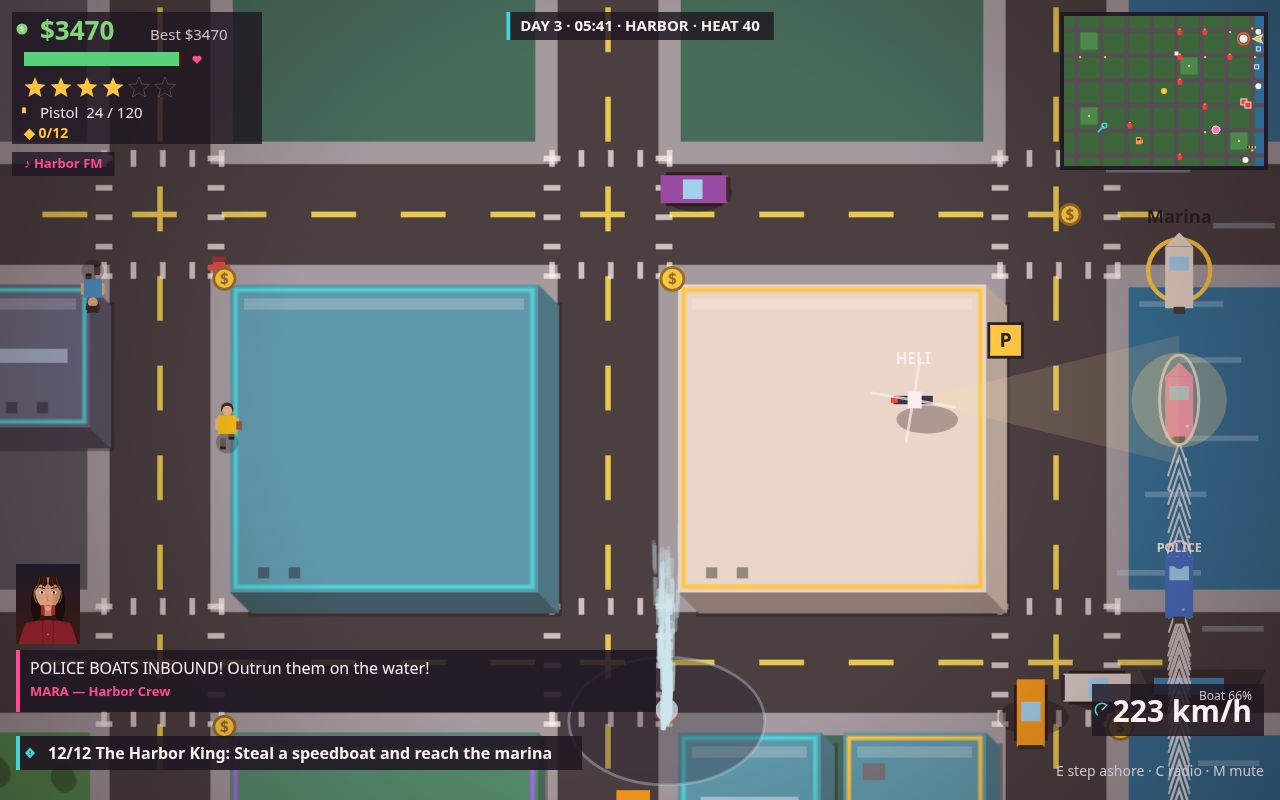 $3470 Best $3470
Pistol 24 / 120
0/12
♪ Harbor FM
DAY 3 · 05:41 · HARBOR · HEAT 40
$
Marina
$
$
P
HELI
POLICE
POLICE BOATS INBOUND! Outrun them on the water!
MARA — Harbor Crew
$
12/12 The Harbor King: Steal a speedboat and reach the marina
Boat 66%
223 km/h
E step ashore · C radio · M mute